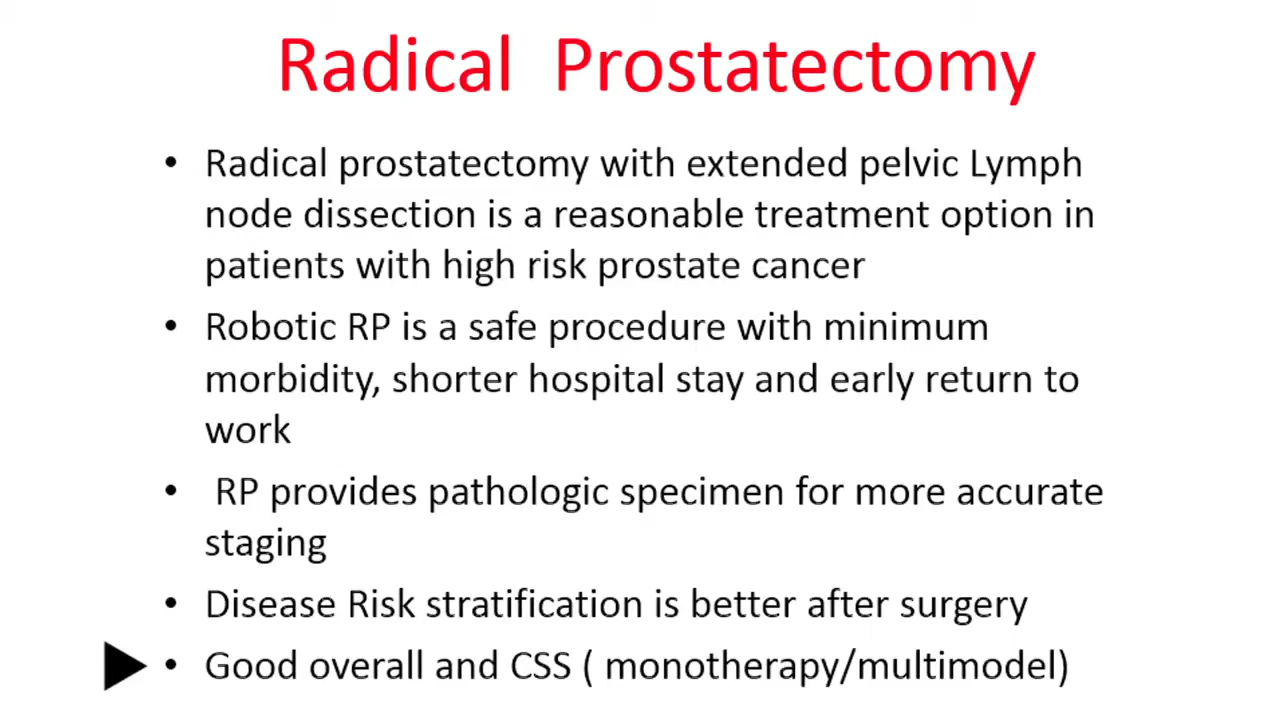 Radical Prostatectomy
• Radical prostatectomy with extended pelvic Lymph
node dissection is a reasonable treatment option in
patients with high risk prostate cancer
• Robotic RP is a safe procedure with minimum
morbidity, shorter hospital stay and early return to
work
• RP provides pathologic specimen for more accurate
staging
• Disease Risk stratification is better after surgery
• Good overall and CSS ( monotherapy/multimodel)